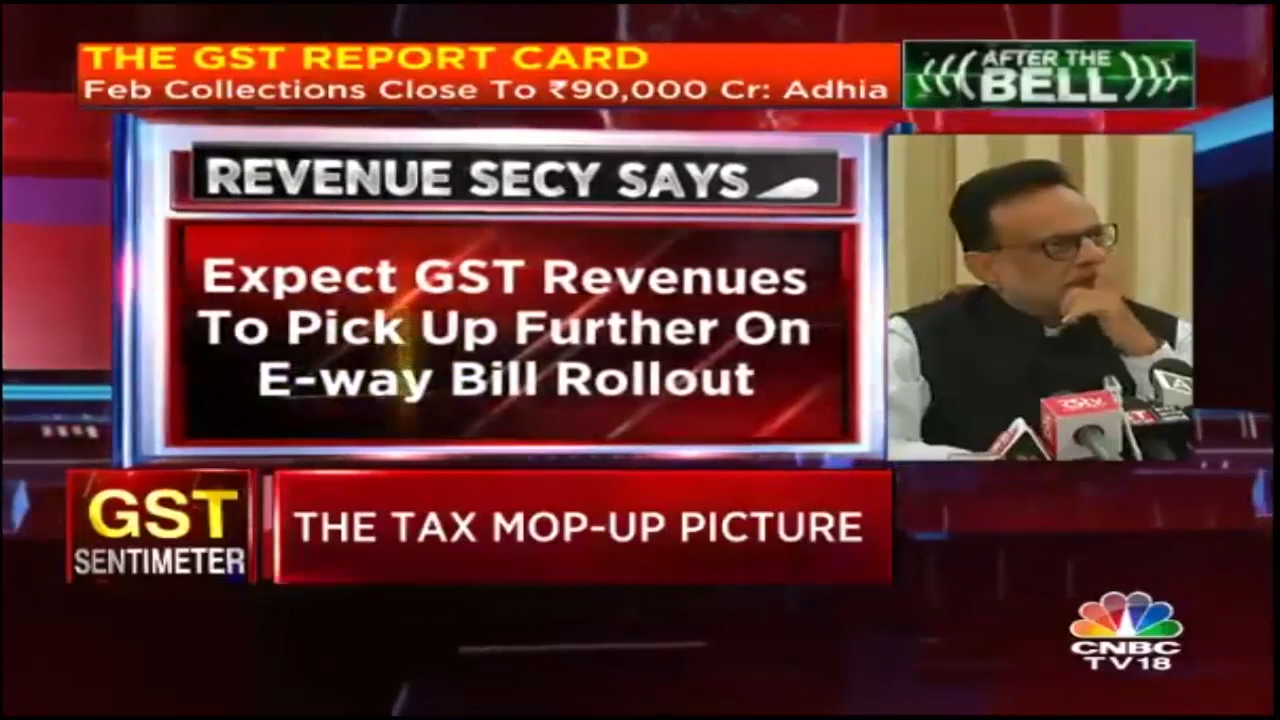 THE GST REPORT CARD
Feb Collections Close To ₹90,000 Cr: Adhia
AFTER THE
BELL
REVENUE SECY SAYS
Expect GST Revenues
To Pick Up Further On
E-way Bill Rollout
GST
SENTIMETER
THE TAX MOP-UP PICTURE
CNBC
TV18